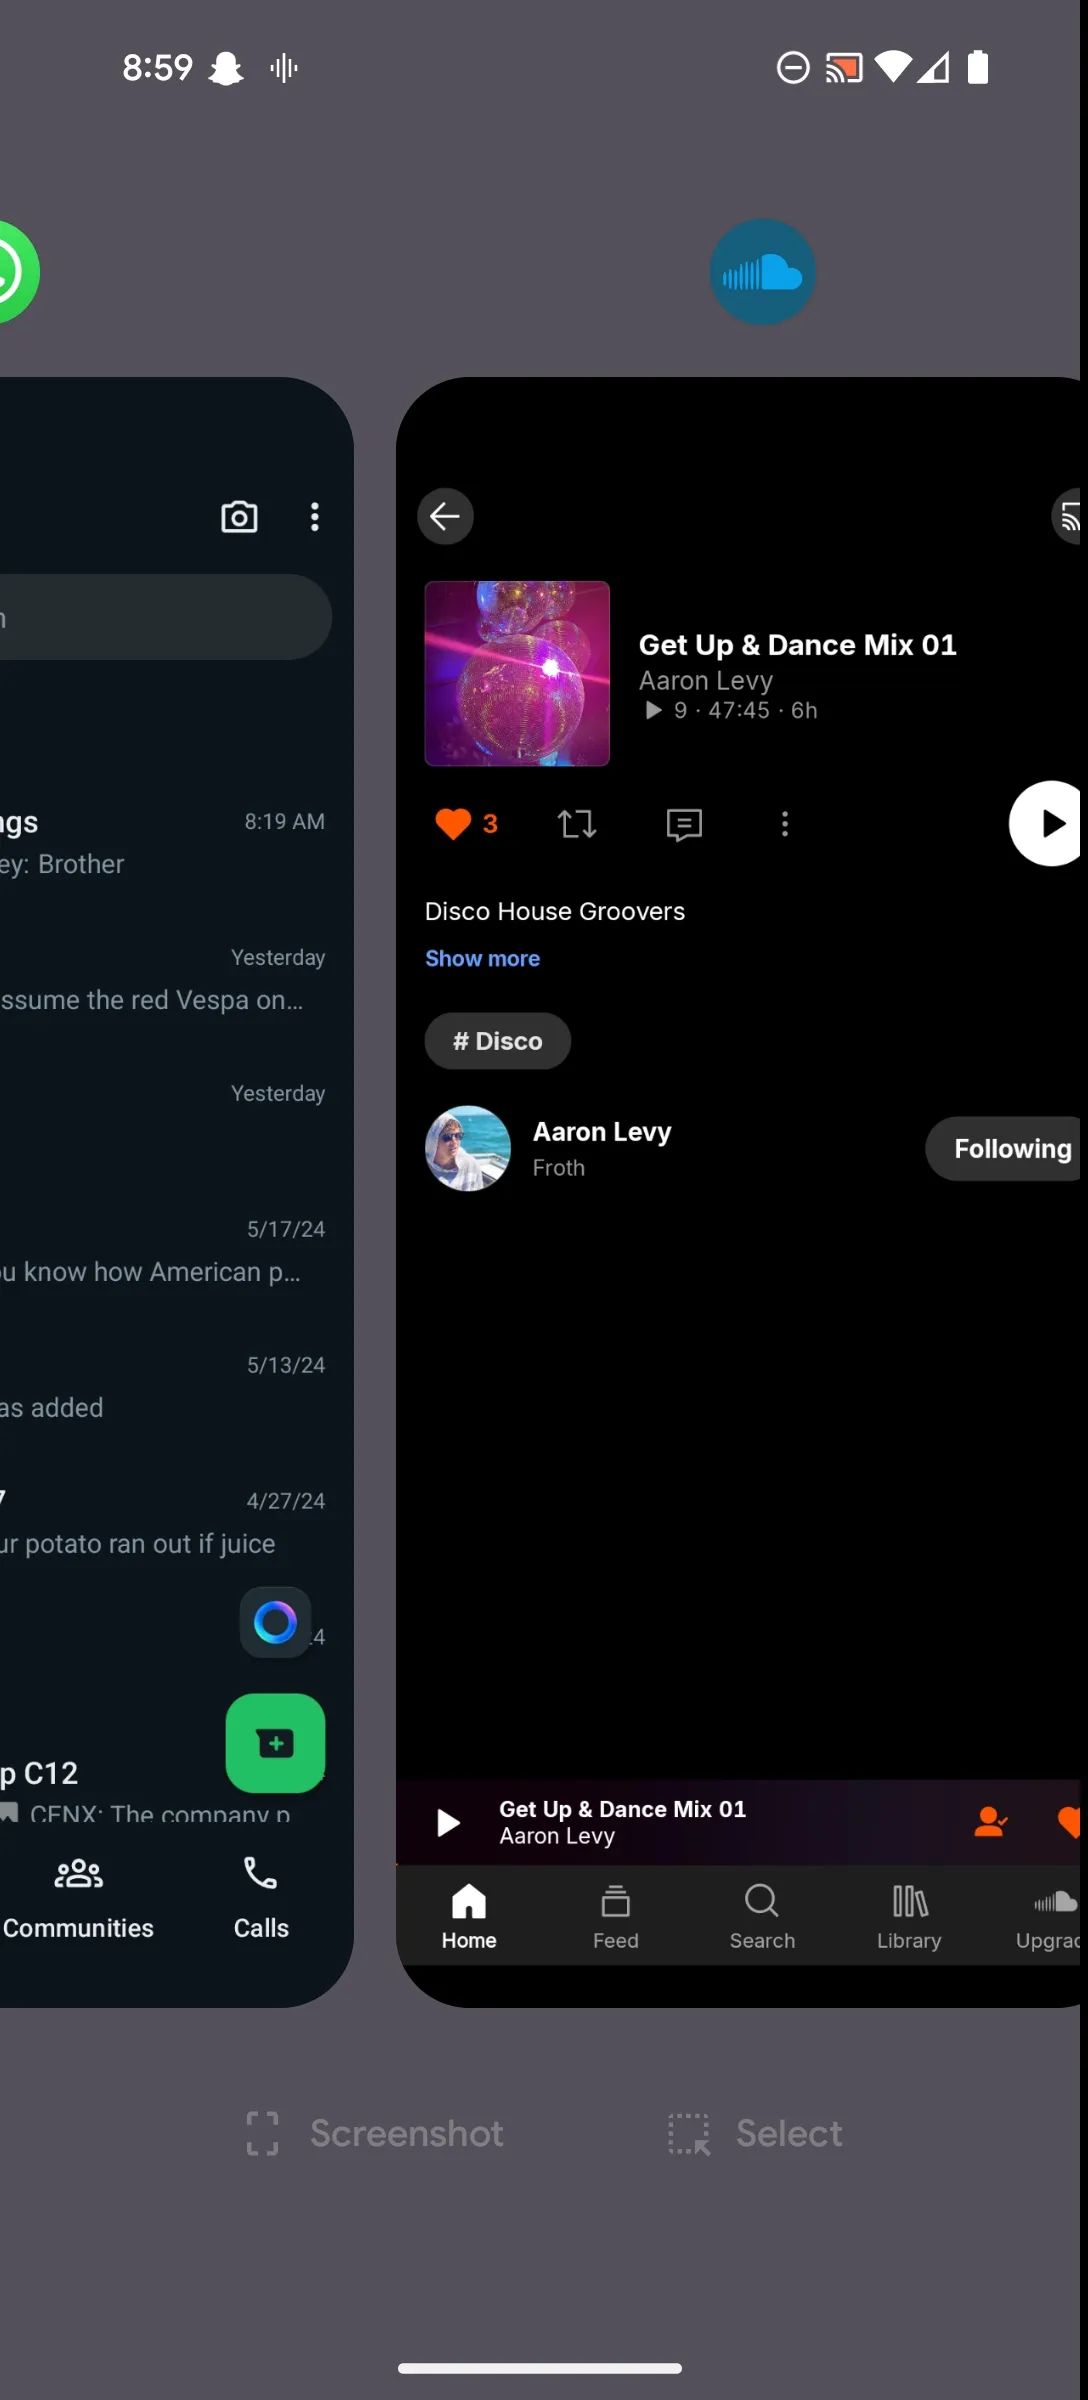 8:59
8:19 AM
ey: Brother
Yesterday
ssume the red Vespa on...
Yesterday
5/17/24
u know how American p...
5/13/24
as added
4/27/24
ur potato ran out if juice
p C12
CENX: The company p
Communities
Calls
Get Up & Dance Mix 01
Aaron Levy
9 · 47:45 · 6h
3
Disco House Groovers
Show more
# Disco
Aaron Levy
Froth
Following
Get Up & Dance Mix 01
Aaron Levy
Home
Feed
Search
Library
Upgrad
Screenshot
Select